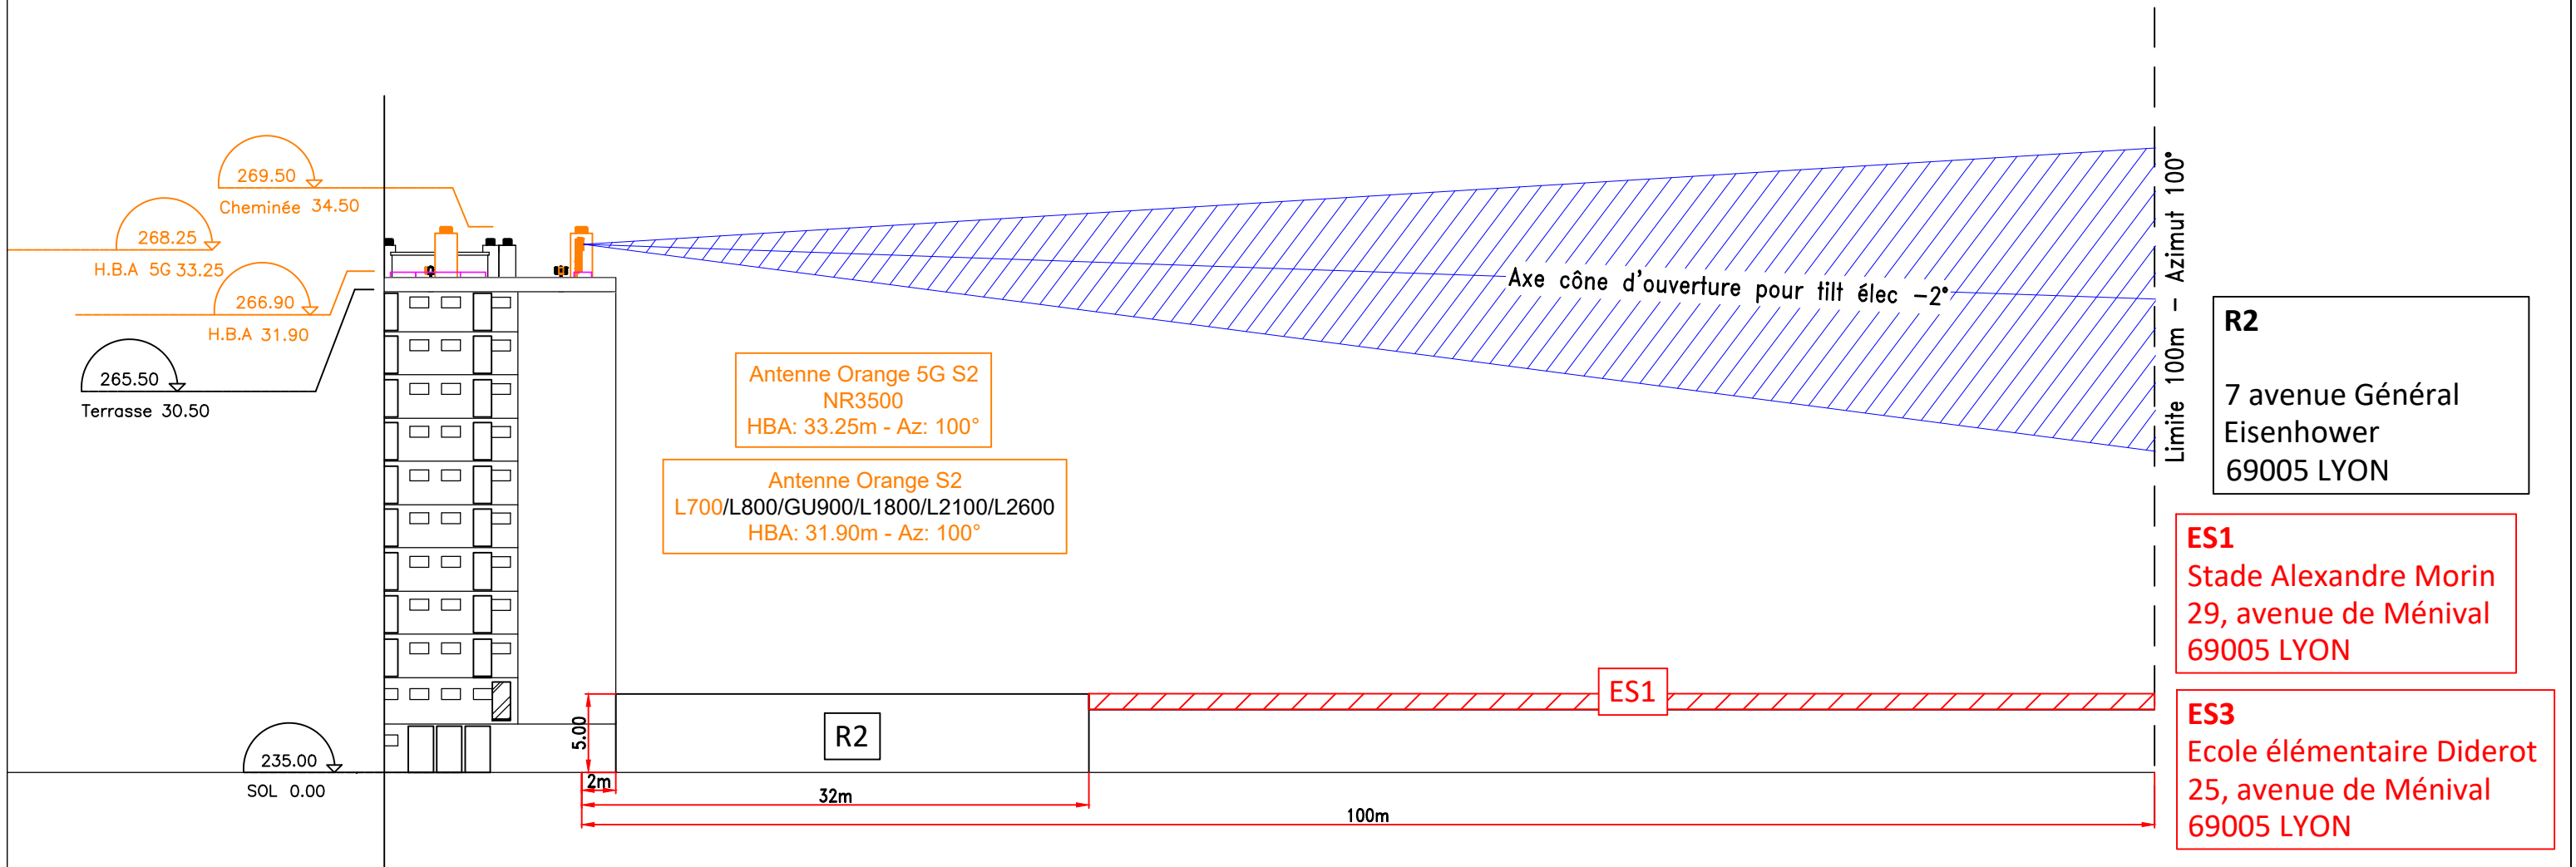 269.50
Cheminée 34.50
268.25
H.B.A 5G 33.25
266.90
H.B.A 31.90
265.50
Terrasse 30.50
235.00
SOL 0.00
Axe cône d'ouverture pour tilt élec -2°
Limite 100m - Azimut 100°
Antenne Orange 5G S2
NR3500
HBA: 33.25m - Az: 100°
Antenne Orange S2
L700/L800/GU900/L1800/L2100/L2600
HBA: 31.90m - Az: 100°
R2
7 avenue Général
Eisenhower
69005 LYON
ES1
Stade Alexandre Morin
29, avenue de Ménival
69005 LYON
ES3
Ecole élémentaire Diderot
25, avenue de Ménival
69005 LYON
ES1
R2
5.00
2m
32m
100m